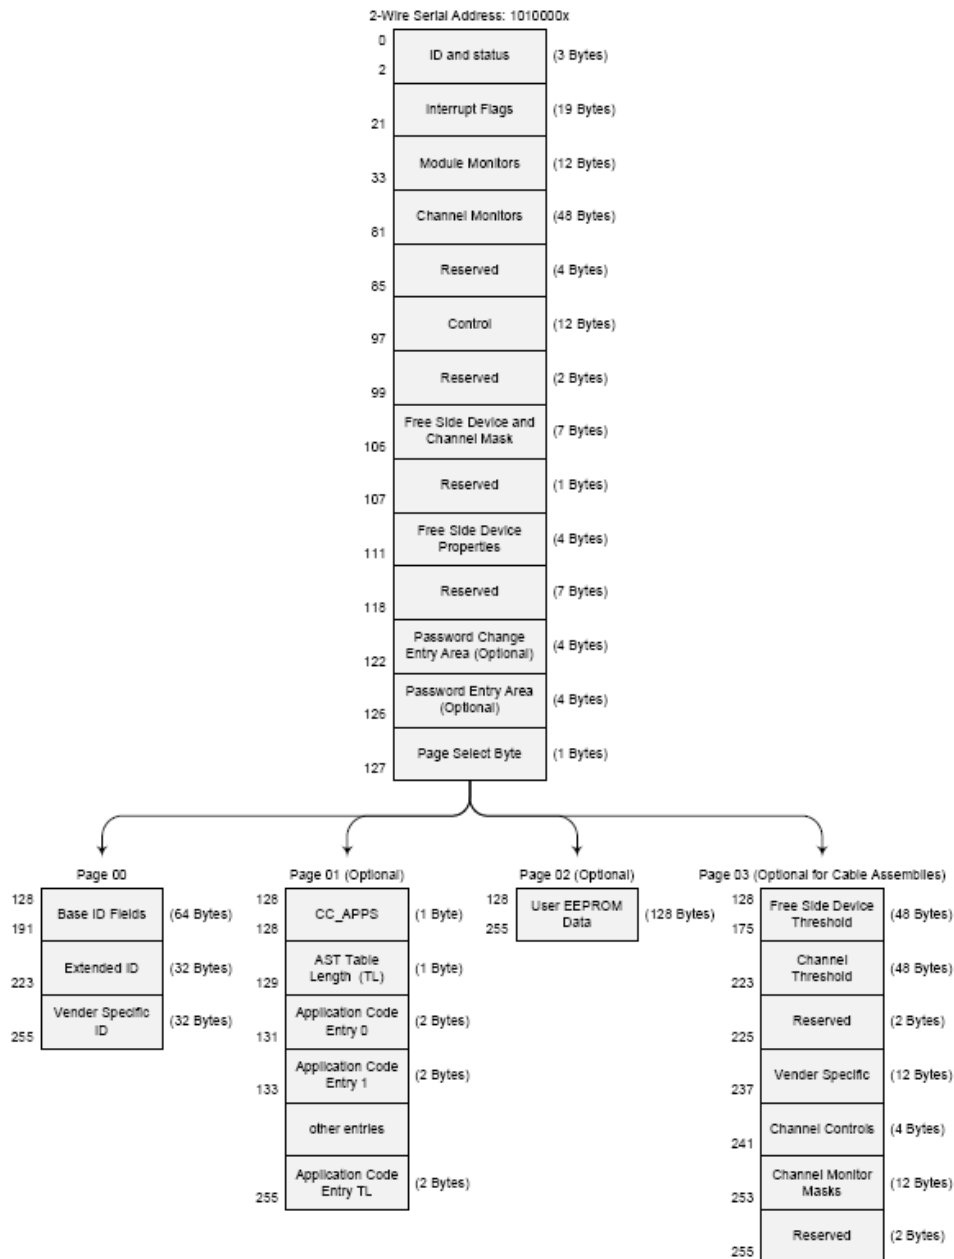 2-Wire Serial Address: 1010000x
0
ID and status
(3 Bytes)
2
Interrupt Flags
(19 Bytes)
21
Module Monitors
(12 Bytes)
33
Channel Monitors
(48 Bytes)
81
Reserved
(4 Bytes)
85
Control
(12 Bytes)
97
Reserved
(2 Bytes)
99
Free Side Device and
Channel Mask
(7 Bytes)
106
Reserved
(1 Bytes)
107
Free Side Device
Properties
(4 Bytes)
111
Reserved
(7 Bytes)
118
Password Change
Entry Area (Optional)
(4 Bytes)
122
Password Entry Area
(Optional)
(4 Bytes)
126
Page Select Byte
(1 Bytes)
127
Page 00
128
Base ID Fields
(64 Bytes)
191
Extended ID
(32 Bytes)
223
Vender Specific
ID
(32 Bytes)
255
Page 01 (Optional)
128
CC_APPS
(1 Byte)
128
AST Table
Length (TL)
(1 Byte)
129
Application Code
Entry 0
(2 Bytes)
131
Application Code
Entry 1
(2 Bytes)
133
other entries
Application Code
Entry TL
(2 Bytes)
255
Page 02 (Optional)
128
User EEPROM
Data
(128 Bytes)
255
Page 03 (Optional for Cable Assemblies)
128
Free Side Device
Threshold
(48 Bytes)
175
Channel
Threshold
(48 Bytes)
223
Reserved
(2 Bytes)
225
Vender Specific
(12 Bytes)
237
Channel Controls
(4 Bytes)
241
Channel Monitor
Masks
(12 Bytes)
253
Reserved
(2 Bytes)
255